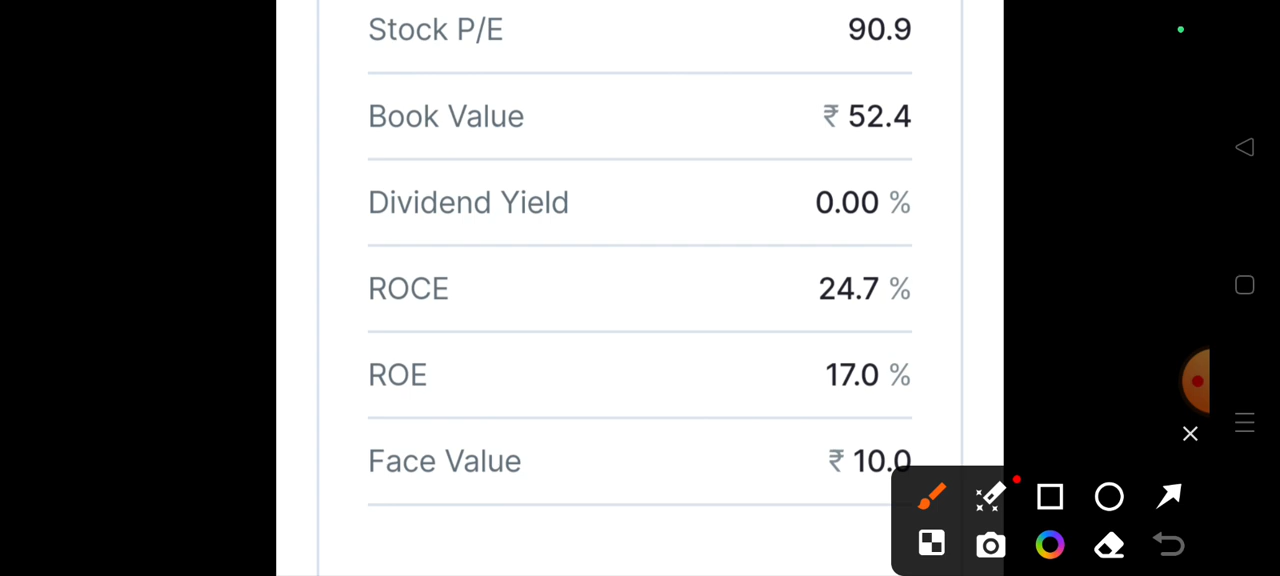 Stock P/E 90.9
Book Value ₹ 52.4
Dividend Yield 0.00 %
ROCE 24.7 %
ROE 17.0 %
Face Value ₹ 10.0